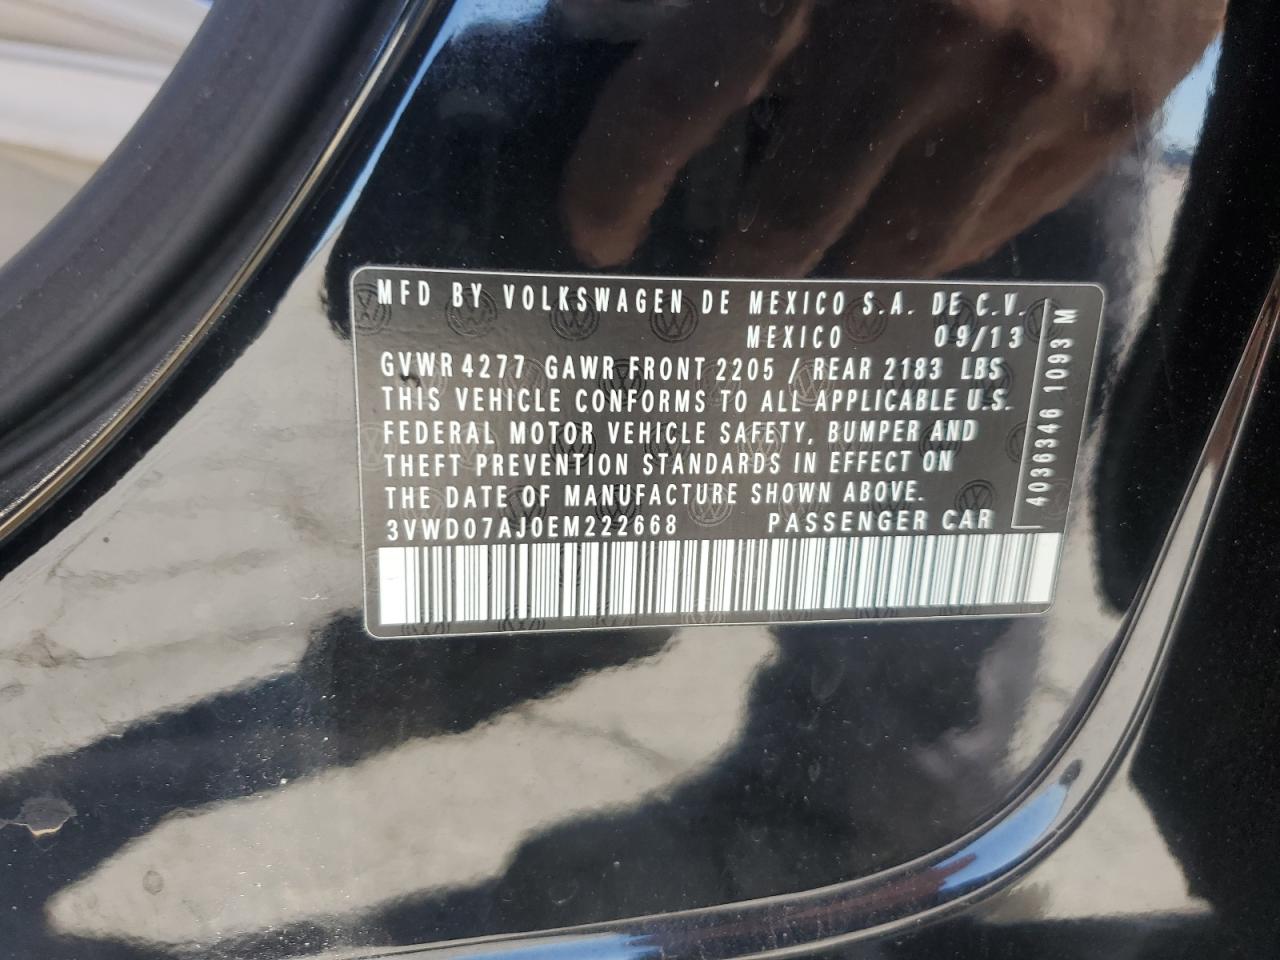 MFD BY VOLKSWAGEN DE MEXICO S.A. DE C.V.
MEXICO 09/13
GVWR 4277 GAWR FRONT 2205 / REAR 2183 LBS
THIS VEHICLE CONFORMS TO ALL APPLICABLE U.S.
FEDERAL MOTOR VEHICLE SAFETY, BUMPER AND
THEFT PREVENTION STANDARDS IN EFFECT ON
THE DATE OF MANUFACTURE SHOWN ABOVE.
3VWD07AJ0EM222668 PASSENGER CAR
4036346 1093 M